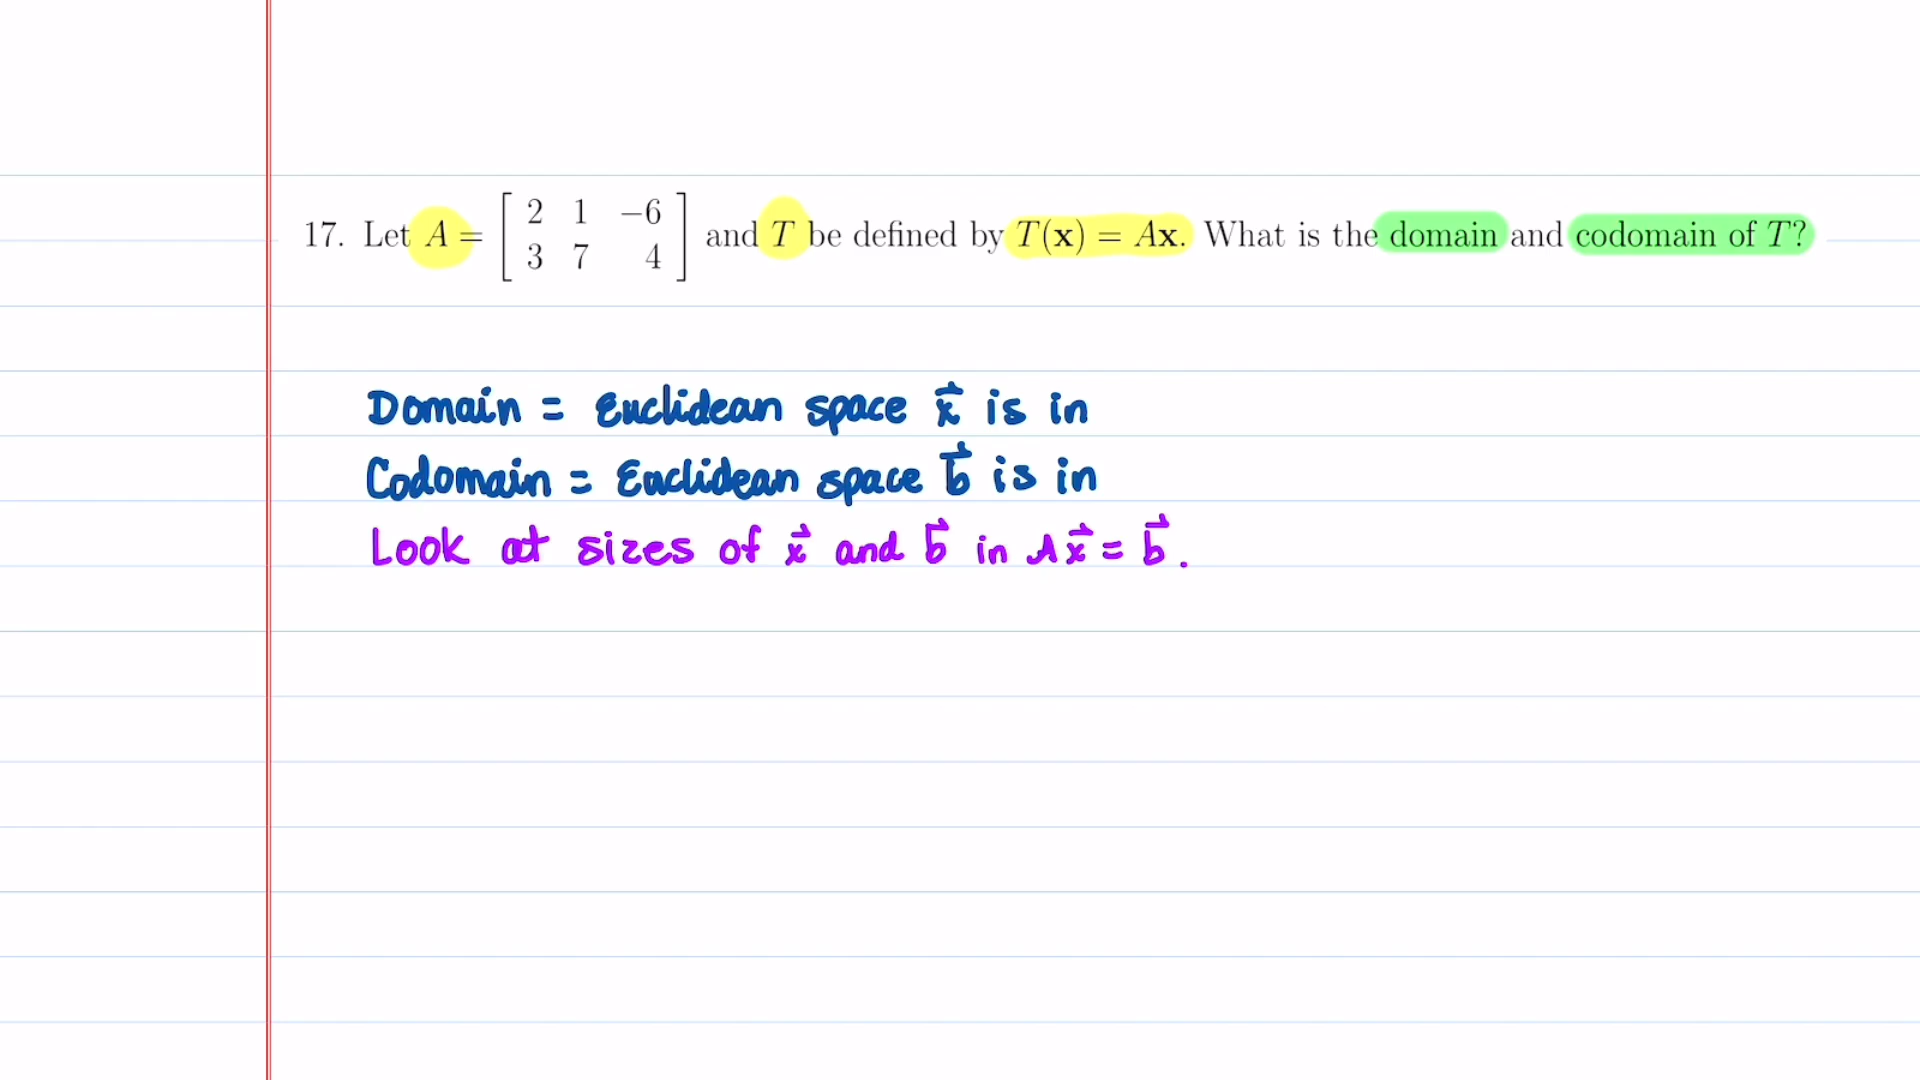 17. Let A = [ 2 1 −6 ; 3 7 4 ] and T be defined by T(x) = Ax. What is the domain and codomain of T?
Domain = Euclidean space x⃗ is in
Codomain = Euclidean space b⃗ is in
Look at sizes of x⃗ and b⃗ in Ax⃗ = b⃗.